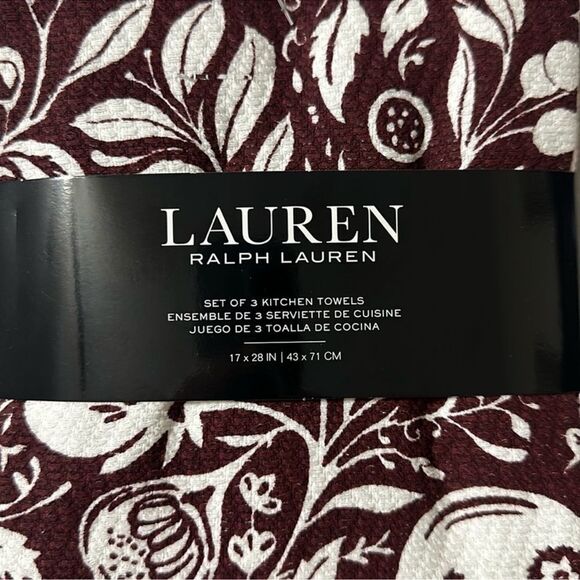 LAUREN
RALPH LAUREN
SET OF 3 KITCHEN TOWELS
ENSEMBLE DE 3 SERVIETTE DE CUISINE
JUEGO DE 3 TOALLA DE COCINA
17 x 28 IN | 43 x 71 CM